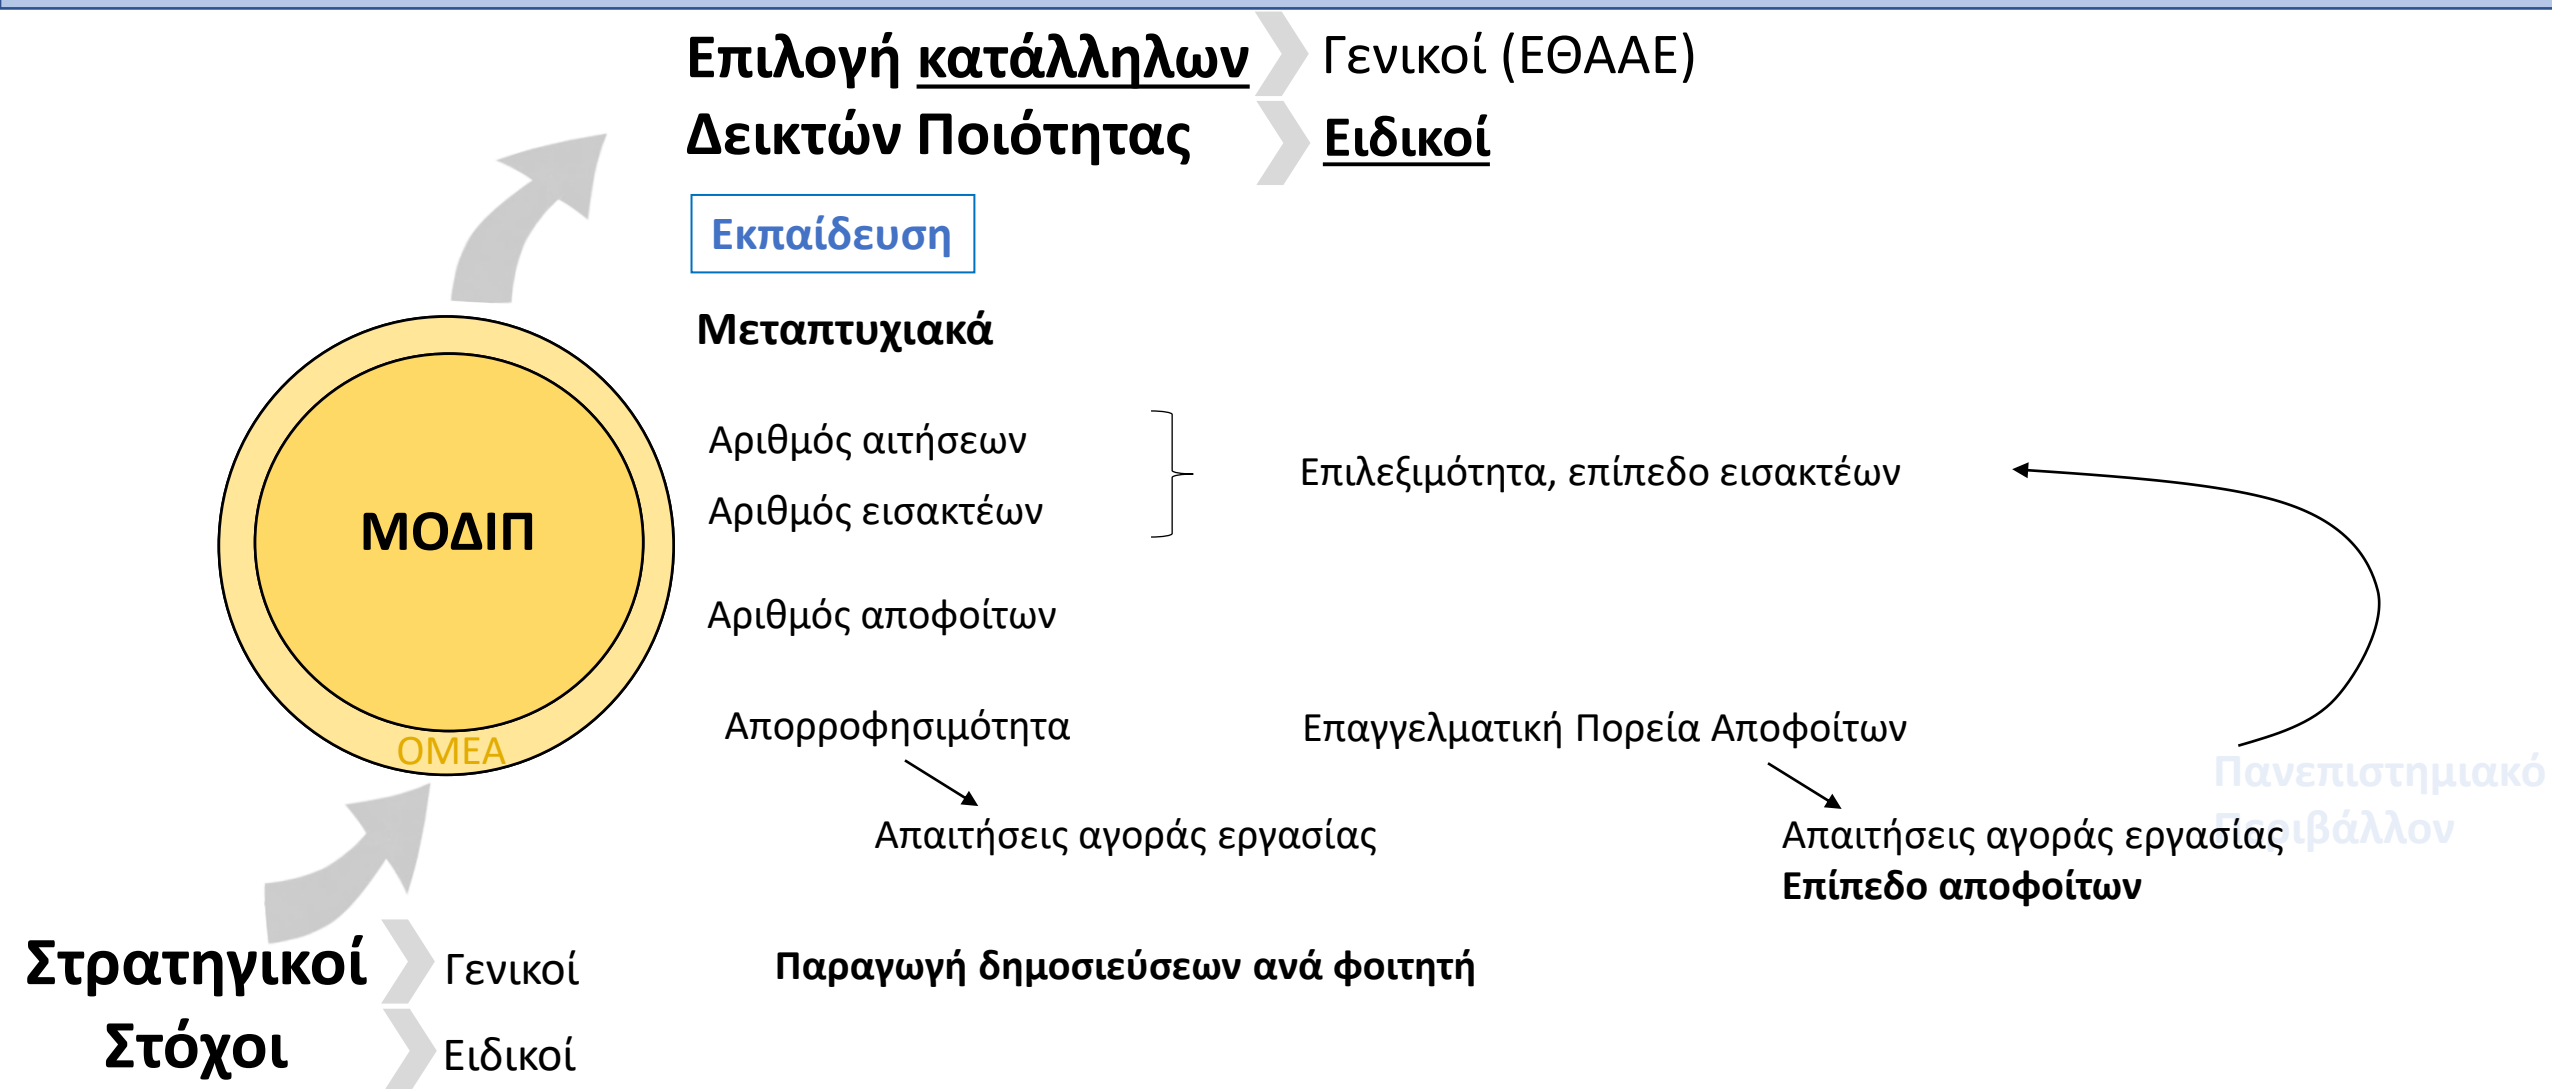 Επιλογή κατάλληλων
Δεικτών Ποιότητας
Γενικοί (ΕΘΑΑΕ)
Ειδικοί
Εκπαίδευση
Μεταπτυχιακά
Αριθμός αιτήσεων
Αριθμός εισακτέων
Επιλεξιμότητα, επίπεδο εισακτέων
ΜΟΔΙΠ
ΟΜΕΑ
Αριθμός αποφοίτων
Απορροφησιμότητα
Απαιτήσεις αγοράς εργασίας
Επαγγελματική Πορεία Αποφοίτων
Απαιτήσεις αγοράς εργασίας
Επίπεδο αποφοίτων
Πανεπιστημιακό
Περιβάλλον
Παραγωγή δημοσιεύσεων ανά φοιτητή
Στρατηγικοί
Στόχοι
Γενικοί
Ειδικοί